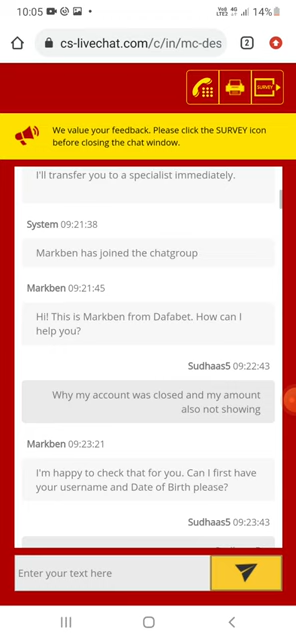 10:05
VoLTE2 4G 14%
cs-livechat.com/c/in/mc-des
2
SURVEY
We value your feedback. Please click the SURVEY icon
before closing the chat window.
I'll transfer you to a specialist immediately.
System 09:21:38
Markben has joined the chatgroup
Markben 09:21:45
Hi! This is Markben from Dafabet. How can I
help you?
Sudhaas5 09:22:43
Why my account was closed and my amount
also not showing
Markben 09:23:21
I'm happy to check that for you. Can I first have
your username and Date of Birth please?
Sudhaas5 09:23:43
Enter your text here